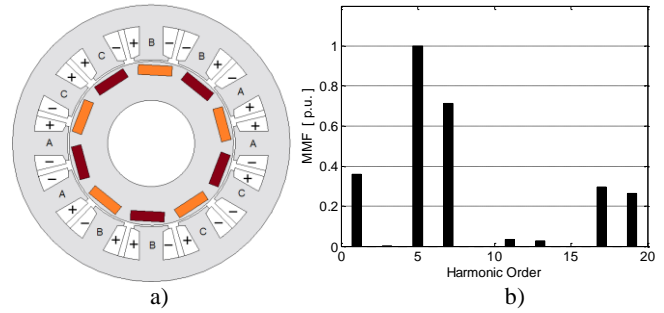 B
− + − −
C B
+ + + −
C A
− +
+ +
A A
− −
− +
A C
+ − − −
B C
+ + − +
B
a)
MMF [ p.u. ]
1
0.8
0.6
0.4
0.2
0
0 5 10 15 20
Harmonic Order
b)